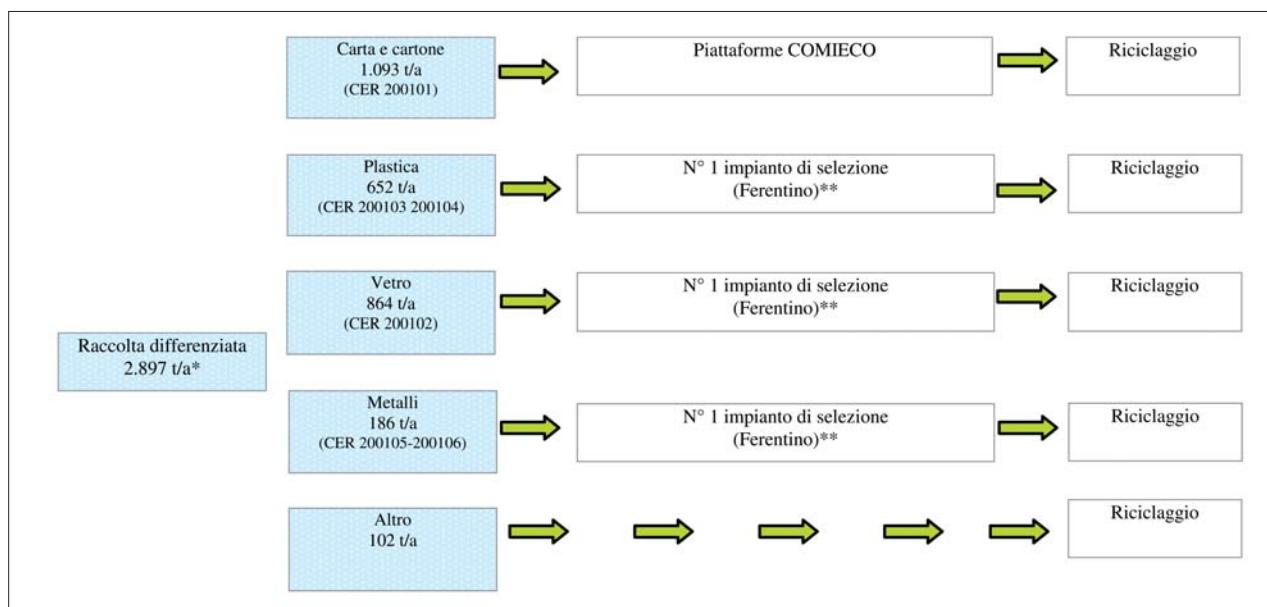 Carta e cartone
1.093 t/a
(CER 200101)
Piattaforme COMIECO
Riciclaggio
Plastica
652 t/a
(CER 200103 200104)
N° 1 impianto di selezione
(Ferentino)**
Riciclaggio
Vetro
864 t/a
(CER 200102)
N° 1 impianto di selezione
(Ferentino)**
Riciclaggio
Raccolta differenziata
2.897 t/a*
Metalli
186 t/a
(CER 200105-200106)
N° 1 impianto di selezione
(Ferentino)**
Riciclaggio
Altro
102 t/a
Riciclaggio